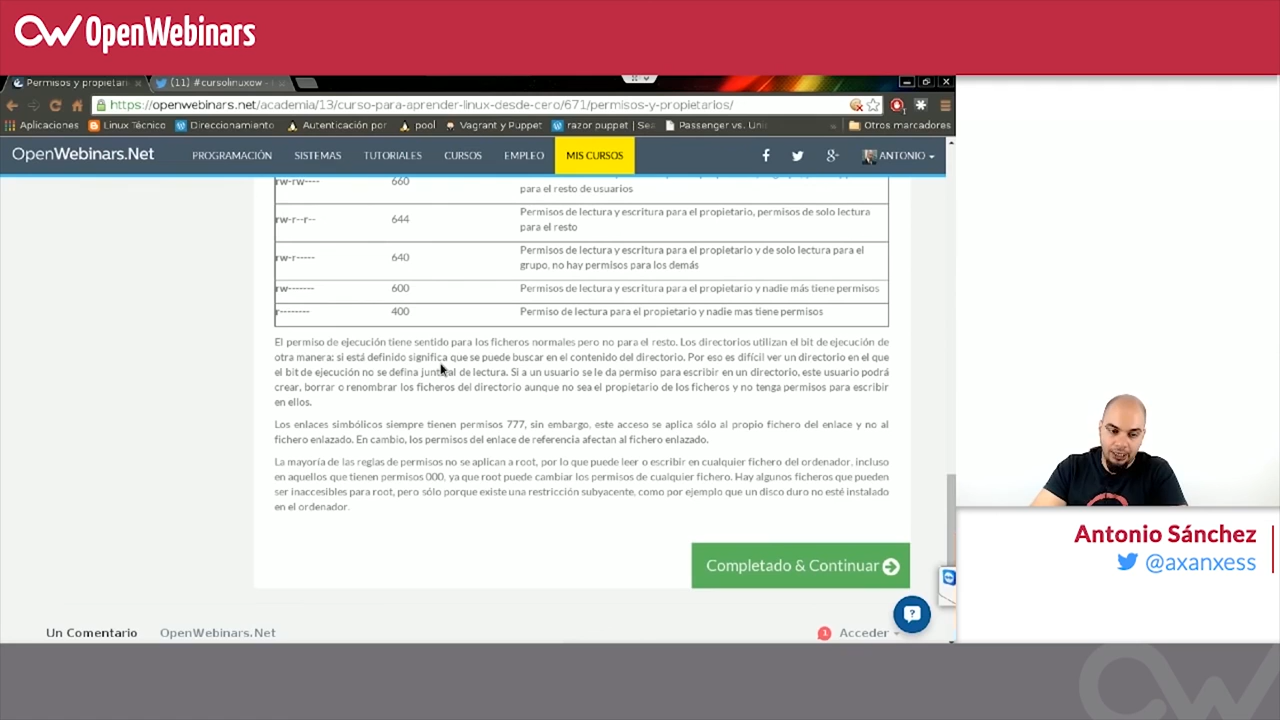 OpenWebinars
Permisos y propietari
(11) #cursolinuxow -
https://openwebinars.net/academia/13/curso-para-aprender-linux-desde-cero/671/permisos-y-propietarios/
Aplicaciones
Linux Técnico
Direccionamiento
Autenticación por
pool
Vagrant y Puppet
razor puppet | Sea
Passenger vs. Uni
Otros marcadores
OpenWebinars.Net
PROGRAMACIÓN
SISTEMAS
TUTORIALES
CURSOS
EMPLEO
MIS CURSOS
ANTONIO
rw-rw---- 660
para el resto de usuarios
rw-r--r-- 644 Permisos de lectura y escritura para el propietario, permisos de solo lectura
para el resto
rw-r----- 640 Permisos de lectura y escritura para el propietario y de solo lectura para el
grupo, no hay permisos para los demás
rw------- 600 Permisos de lectura y escritura para el propietario y nadie más tiene permisos
r-------- 400 Permiso de lectura para el propietario y nadie mas tiene permisos
El permiso de ejecución tiene sentido para los ficheros normales pero no para el resto. Los directorios utilizan el bit de ejecución de
otra manera: si está definido significa que se puede buscar en el contenido del directorio. Por eso es difícil ver un directorio en el que
el bit de ejecución no se defina junto al de lectura. Si a un usuario se le da permiso para escribir en un directorio, este usuario podrá
crear, borrar o renombrar los ficheros del directorio aunque no sea el propietario de los ficheros y no tenga permisos para escribir
en ellos.
Los enlaces simbólicos siempre tienen permisos 777, sin embargo, este acceso se aplica sólo al propio fichero del enlace y no al
fichero enlazado. En cambio, los permisos del enlace de referencia afectan al fichero enlazado.
La mayoría de las reglas de permisos no se aplican a root, por lo que puede leer o escribir en cualquier fichero del ordenador, incluso
en aquellos que tienen permisos 000, ya que root puede cambiar los permisos de cualquier fichero. Hay algunos ficheros que pueden
ser inaccesibles para root, pero sólo porque existe una restricción subyacente, como por ejemplo que un disco duro no esté instalado
en el ordenador.
Completado & Continuar
Un Comentario
OpenWebinars.Net
1
Acceder
Antonio Sánchez
@axanxess